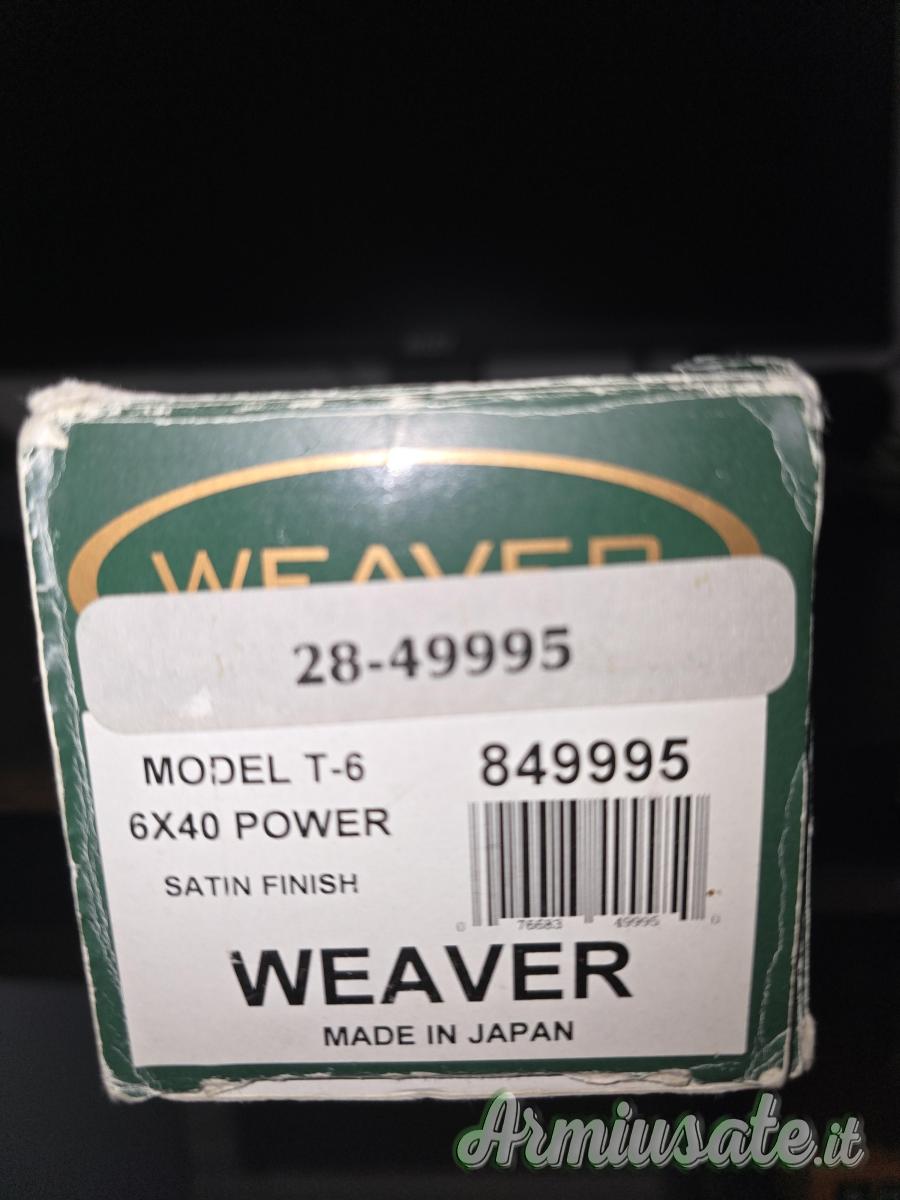 WEAVER
28-49995
MODEL T-6
849995
6X40 POWER
SATIN FINISH
0 76683 49995 0
WEAVER
MADE IN JAPAN
Armiusate.it